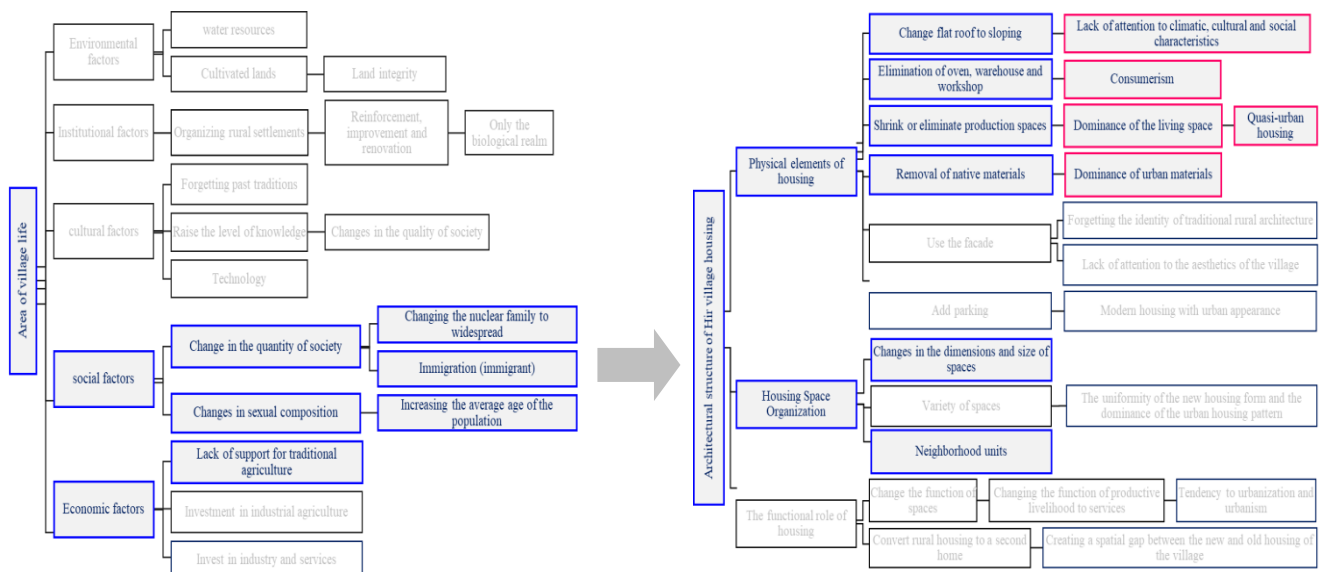 Area of village life
Environmental
factors
water resources
Cultivated lands
Land integrity
Institutional factors
Organizing rural settlements
Reinforcement,
improvement and
renovation
Only the
biological realm
cultural factors
Forgetting past traditions
Raise the level of knowledge
Changes in the quality of society
Technology
social factors
Change in the quantity of society
Changing the nuclear family to
widespread
Immigration (immigrant)
Changes in sexual composition
Increasing the average age of the
population
Economic factors
Lack of support for traditional
agriculture
Investment in industrial agriculture
Invest in industry and services
Architectural structure of Hir village housing
Physical elements of
housing
Change flat roof to sloping
Lack of attention to climatic, cultural and social
characteristics
Elimination of oven, warehouse and
workshop
Consumerism
Shrink or eliminate production spaces
Dominance of the living space
Quasi-urban
housing
Removal of native materials
Dominance of urban materials
Use the facade
Forgetting the identity of traditional rural architecture
Lack of attention to the aesthetics of the village
Add parking
Modern housing with urban appearance
Housing Space
Organization
Changes in the dimensions and size of
spaces
Variety of spaces
The uniformity of the new housing form and the
dominance of the urban housing pattern
Neighborhood units
The functional role of
housing
Change the function of
spaces
Changing the function of productive
livelihood to services
Tendency to urbanization and
urbanism
Convert rural housing to a second
home
Creating a spatial gap between the new and old housing of
the village